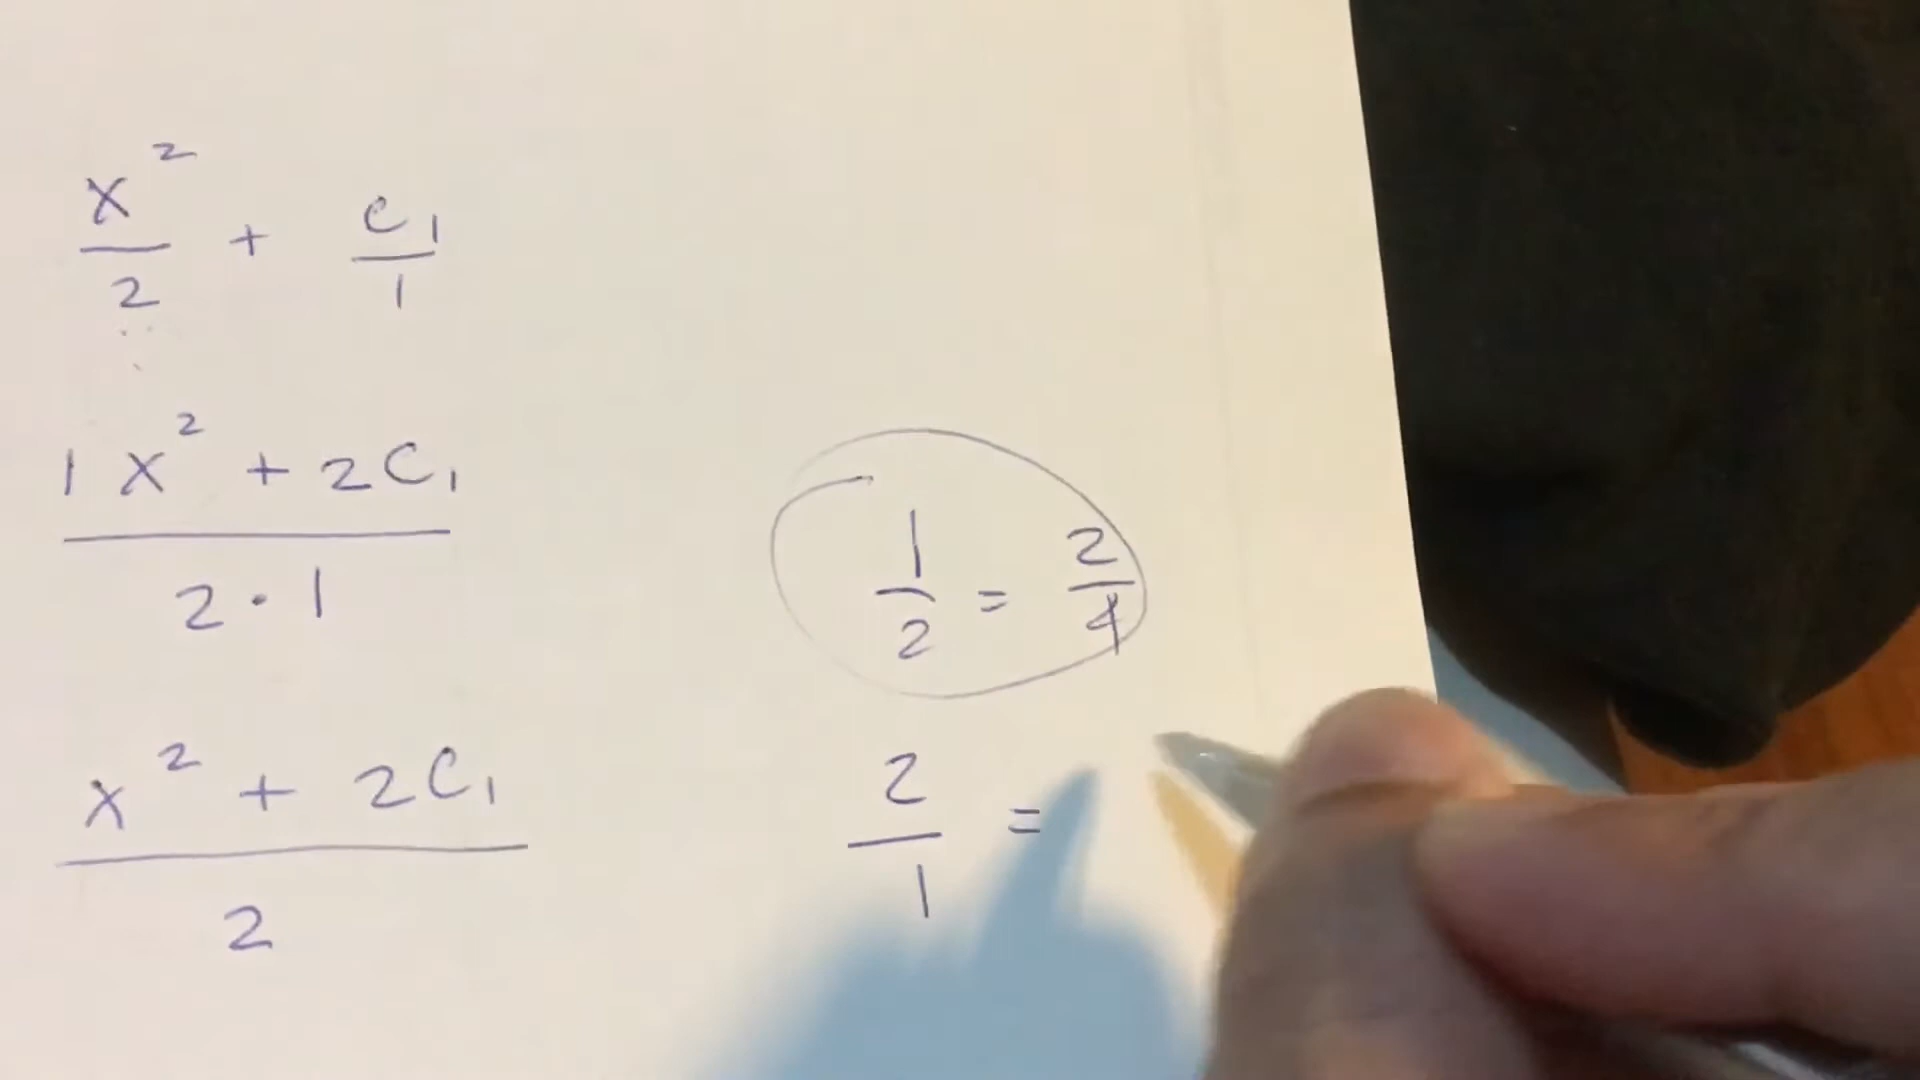 x²/2 + c₁/1
1x² + 2C₁ / 2 · 1
x² + 2C₁ / 2
1/2 = 2/4
2/1 =